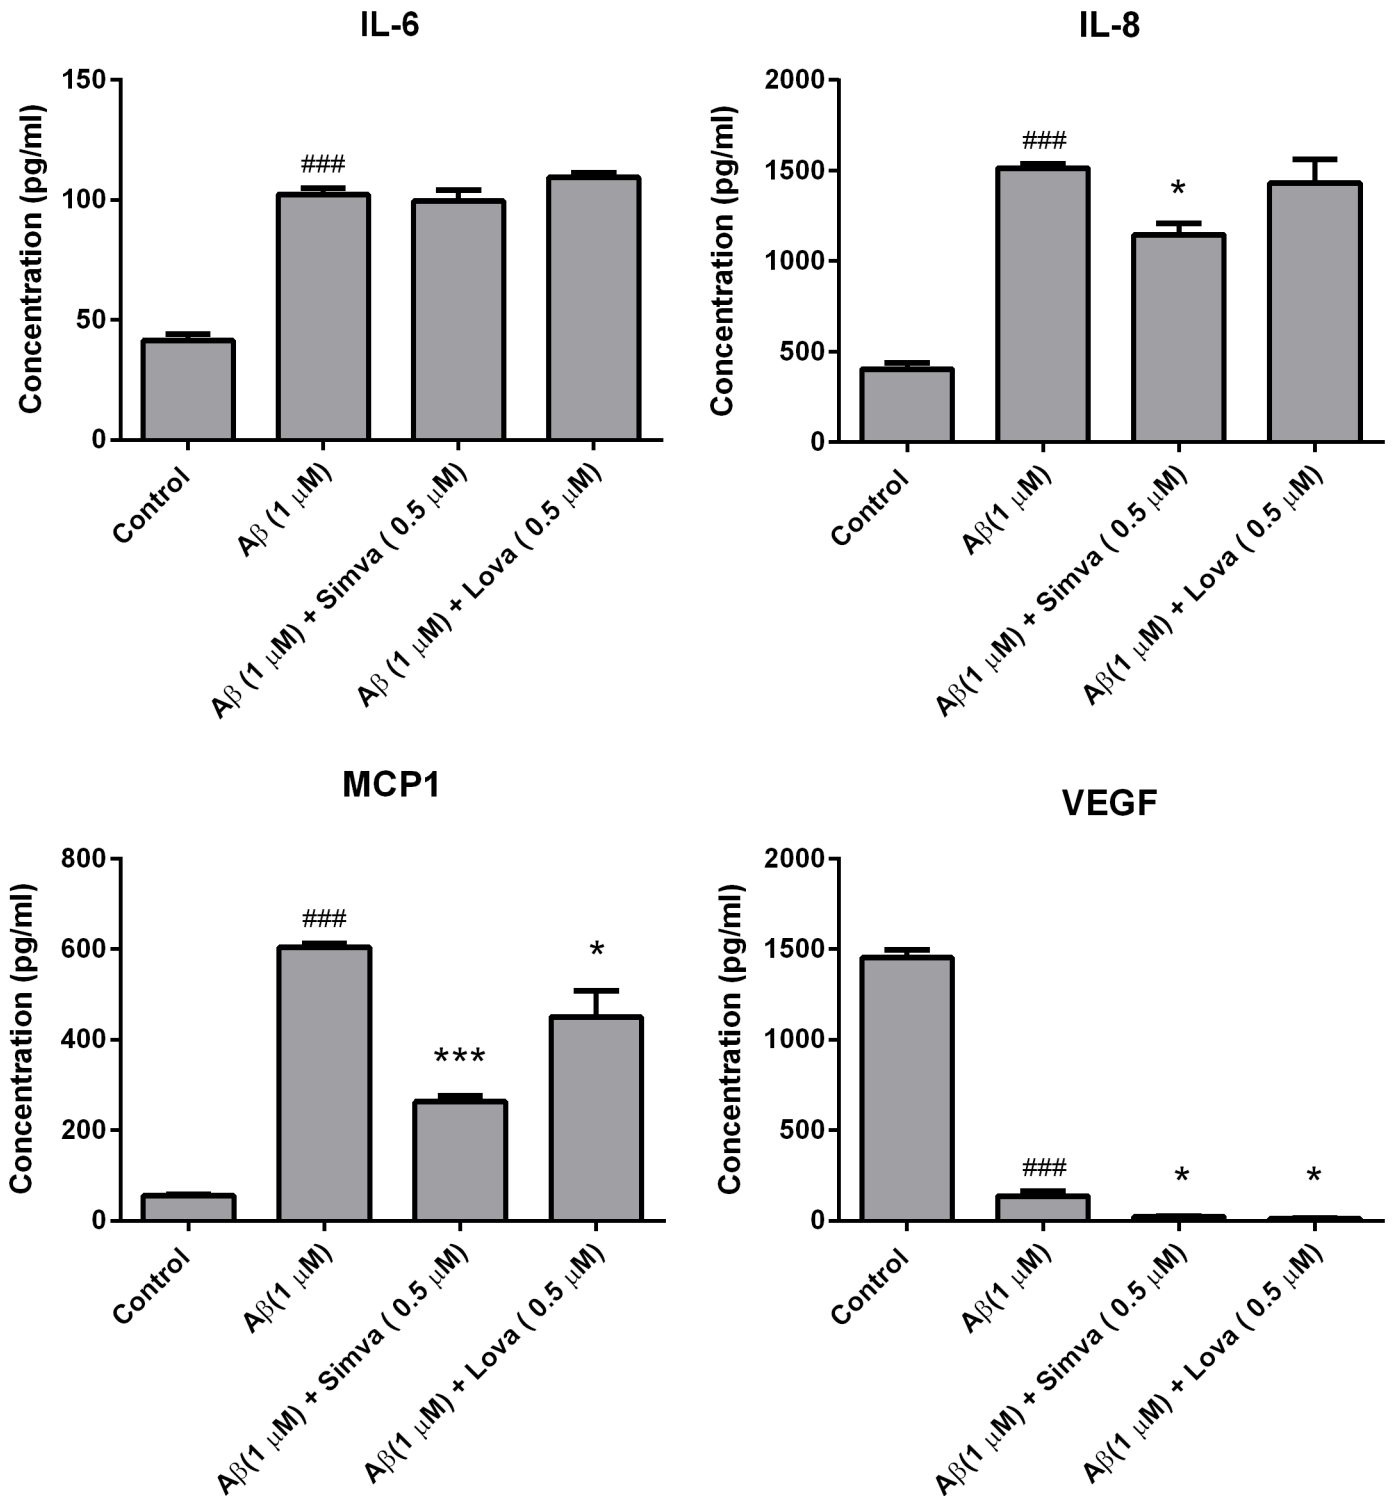 IL-6
Concentration (pg/ml)
150
100
50
0
###
Control
Aβ (1 μM)
Aβ (1 μM) + Simva ( 0.5 μM)
Aβ (1 μM) + Lova ( 0.5 μM)
IL-8
Concentration (pg/ml)
2000
1500
1000
500
0
###
*
Control
Aβ(1 μM)
Aβ(1 μM) + Simva ( 0.5 μM)
Aβ(1 μM) + Lova ( 0.5 μM)
MCP1
Concentration (pg/ml)
800
600
400
200
0
###
***
*
Control
Aβ(1 μM)
Aβ(1 μM) + Simva ( 0.5 μM)
Aβ(1 μM) + Lova ( 0.5 μM)
VEGF
Concentration (pg/ml)
2000
1500
1000
500
0
###
*
*
Control
Aβ(1 μM)
Aβ(1 μM) + Simva ( 0.5 μM)
Aβ(1 μM) + Lova ( 0.5 μM)